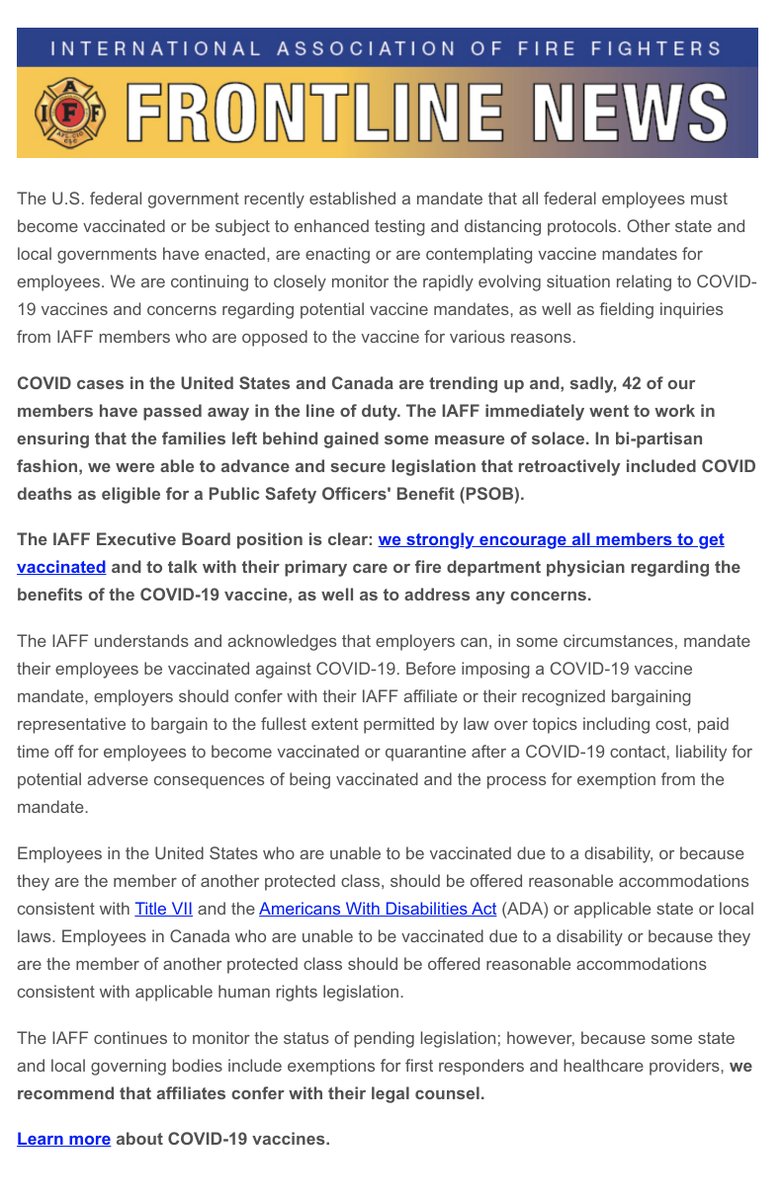 INTERNATIONAL ASSOCIATION OF FIRE FIGHTERS
I A F F
FRONTLINE NEWS
The U.S. federal government recently established a mandate that all federal employees must
become vaccinated or be subject to enhanced testing and distancing protocols. Other state and
local governments have enacted, are enacting or are contemplating vaccine mandates for
employees. We are continuing to closely monitor the rapidly evolving situation relating to COVID-
19 vaccines and concerns regarding potential vaccine mandates, as well as fielding inquiries
from IAFF members who are opposed to the vaccine for various reasons.
COVID cases in the United States and Canada are trending up and, sadly, 42 of our
members have passed away in the line of duty. The IAFF immediately went to work in
ensuring that the families left behind gained some measure of solace. In bi-partisan
fashion, we were able to advance and secure legislation that retroactively included COVID
deaths as eligible for a Public Safety Officers' Benefit (PSOB).
The IAFF Executive Board position is clear: we strongly encourage all members to get
vaccinated and to talk with their primary care or fire department physician regarding the
benefits of the COVID-19 vaccine, as well as to address any concerns.
The IAFF understands and acknowledges that employers can, in some circumstances, mandate
their employees be vaccinated against COVID-19. Before imposing a COVID-19 vaccine
mandate, employers should confer with their IAFF affiliate or their recognized bargaining
representative to bargain to the fullest extent permitted by law over topics including cost, paid
time off for employees to become vaccinated or quarantine after a COVID-19 contact, liability for
potential adverse consequences of being vaccinated and the process for exemption from the
mandate.
Employees in the United States who are unable to be vaccinated due to a disability, or because
they are the member of another protected class, should be offered reasonable accommodations
consistent with Title VII and the Americans With Disabilities Act (ADA) or applicable state or local
laws. Employees in Canada who are unable to be vaccinated due to a disability or because they
are the member of another protected class should be offered reasonable accommodations
consistent with applicable human rights legislation.
The IAFF continues to monitor the status of pending legislation; however, because some state
and local governing bodies include exemptions for first responders and healthcare providers, we
recommend that affiliates confer with their legal counsel.
Learn more about COVID-19 vaccines.